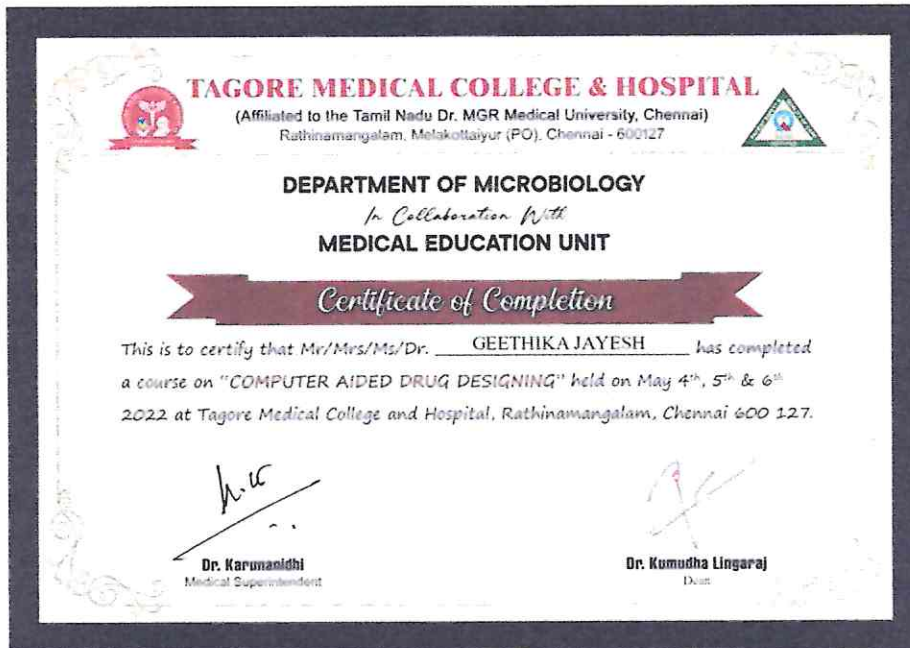 TAGORE MEDICAL COLLEGE & HOSPITAL
(Affiliated to the Tamil Nadu Dr. MGR Medical University, Chennai)
Rathinamangalam, Melakottaiyur (PO), Chennai - 600127
DEPARTMENT OF MICROBIOLOGY
In Collaboration With
MEDICAL EDUCATION UNIT
Certificate of Completion
This is to certify that Mr/Mrs/Ms/Dr. GEETHIKA JAYESH has completed
a course on "COMPUTER AIDED DRUG DESIGNING" held on May 4th, 5th & 6th
2022 at Tagore Medical College and Hospital, Rathinamangalam, Chennai 600 127.
Dr. Karunanidhi
Medical Superintendent
Dr. Kumudha Lingaraj
Dean